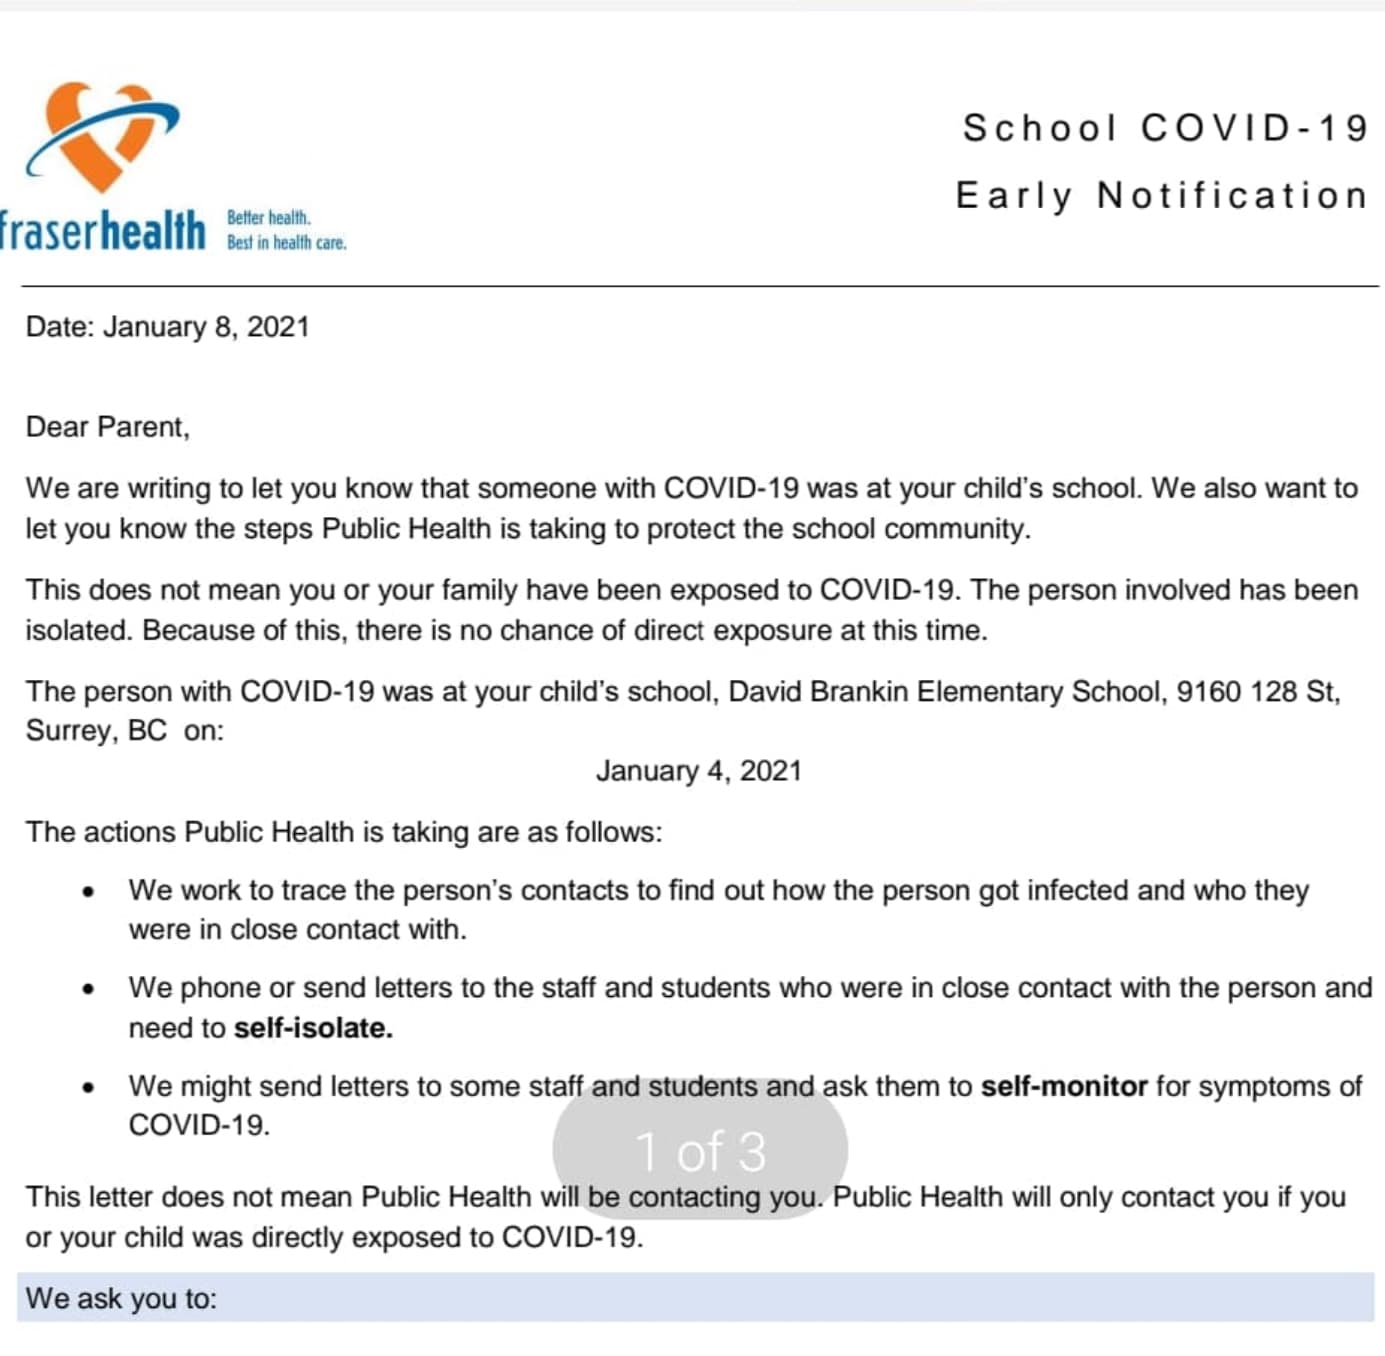 School COVID-19
Early Notification
fraserhealth
Better health.
Best in health care.
Date: January 8, 2021
Dear Parent,
We are writing to let you know that someone with COVID-19 was at your child's school. We also want to
let you know the steps Public Health is taking to protect the school community.
This does not mean you or your family have been exposed to COVID-19. The person involved has been
isolated. Because of this, there is no chance of direct exposure at this time.
The person with COVID-19 was at your child's school, David Brankin Elementary School, 9160 128 St,
Surrey, BC  on:
January 4, 2021
The actions Public Health is taking are as follows:
• We work to trace the person's contacts to find out how the person got infected and who they
were in close contact with.
• We phone or send letters to the staff and students who were in close contact with the person and
need to self-isolate.
• We might send letters to some staff and students and ask them to self-monitor for symptoms of
COVID-19.
1 of 3
This letter does not mean Public Health will be contacting you. Public Health will only contact you if you
or your child was directly exposed to COVID-19.
We ask you to: